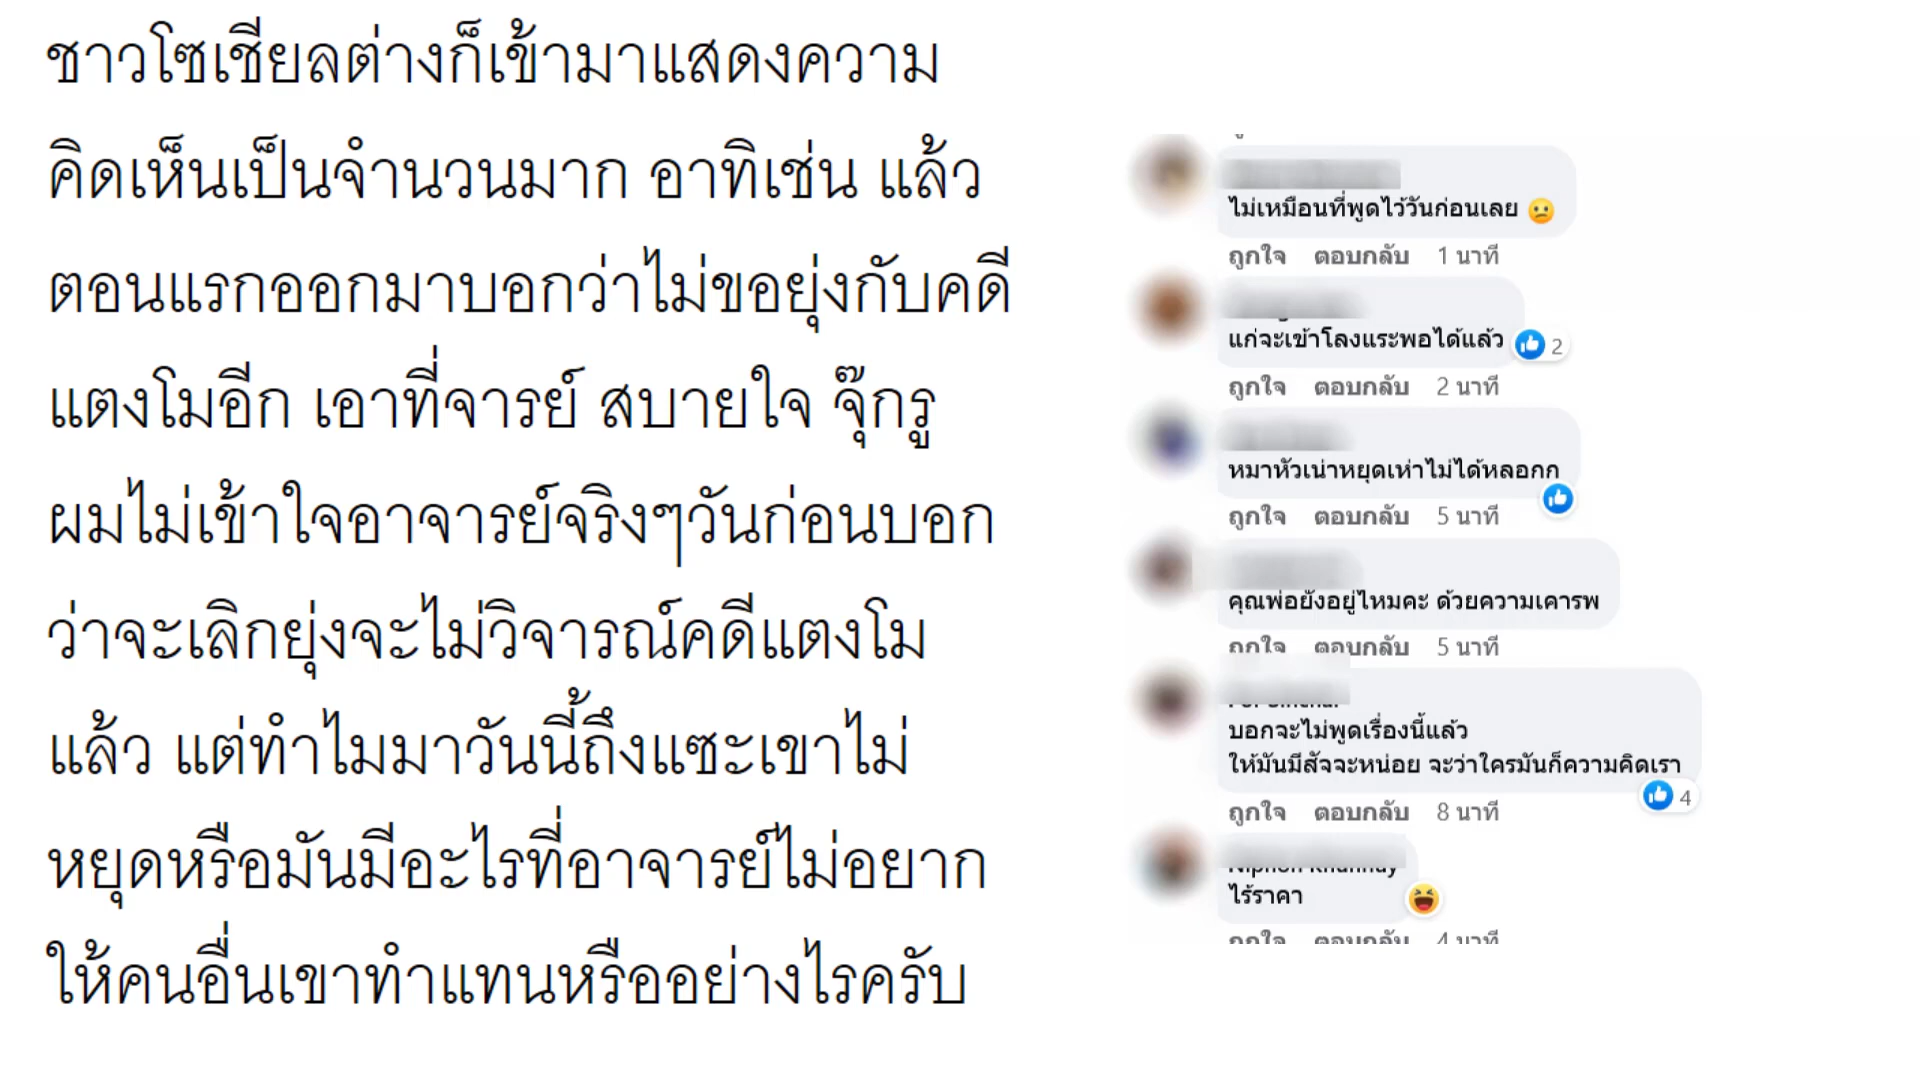 ชาวโซเชียลต่างก็เข้ามาแสดงความ
คิดเห็นเป็นจำนวนมาก อาทิเช่น แล้ว
ตอนแรกออกมาบอกว่าไม่ขอยุ่งกับคดี
แตงโมอีก เอาที่จารย์ สบายใจ จุ๊กรู
ผมไม่เข้าใจอาจารย์จริงๆวันก่อนบอก
ว่าจะเลิกยุ่งจะไม่วิจารณ์คดีแตงโม
แล้ว แต่ทำไมมาวันนี้ถึงแซะเขาไม่
หยุดหรือมันมีอะไรที่อาจารย์ไม่อยาก
ให้คนอื่นเขาทำแทนหรืออย่างไรครับ
ไม่เหมือนที่พูดไว้วันก่อนเลย 😕
ถูกใจ ตอบกลับ 1 นาที
แก่จะเข้าโลงแระพอได้แล้ว 2
ถูกใจ ตอบกลับ 2 นาที
หมาหัวเน่าหยุดเห่าไม่ได้หลอกก
ถูกใจ ตอบกลับ 5 นาที
คุณพ่อยังอยู่ไหมคะ ด้วยความเคารพ
ถูกใจ ตอบกลับ 5 นาที
บอกจะไม่พูดเรื่องนี้แล้ว
ให้มันมีสัจจะหน่อย จะว่าใครมันก็ความคิดเรา
4
ถูกใจ ตอบกลับ 8 นาที
ไร้ราคา
ถูกใจ ตอบกลับ 4 นาที